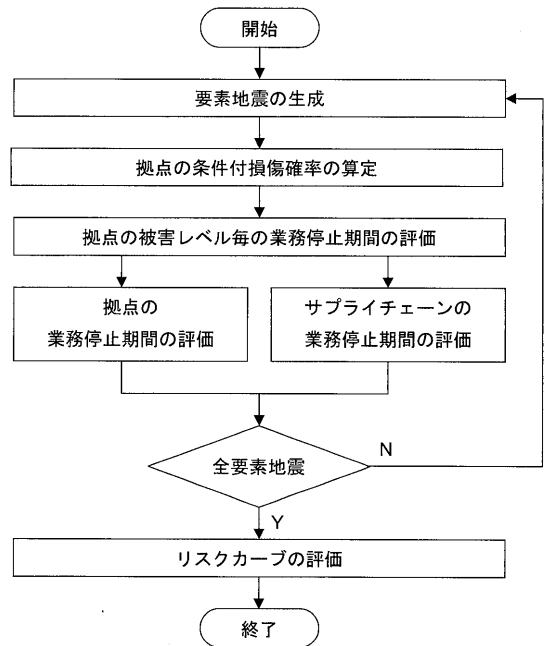 開始
要素地震の生成
拠点の条件付損傷確率の算定
拠点の被害レベル毎の業務停止期間の評価
拠点の
業務停止期間の評価
サプライチェーンの
業務停止期間の評価
全要素地震
N
Y
リスクカーブの評価
終了